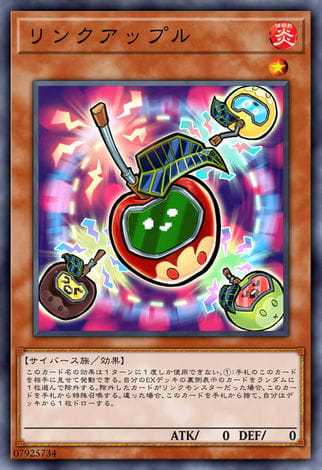 リンクアップル
炎
【サイバース族／効果】
このカード名の効果は１ターンに１度しか使用できない。①：手札のこのカード
を相手に見せて発動できる。自分のEXデッキの裏側表示のカードをランダムに
１枚選んで除外する。除外したカードがリンクモンスターだった場合、このカー
ドを手札から特殊召喚する。違った場合、このカードを手札から捨て、自分はデ
ッキから１枚ドローする。
ATK/ 0 DEF/ 0
07925734